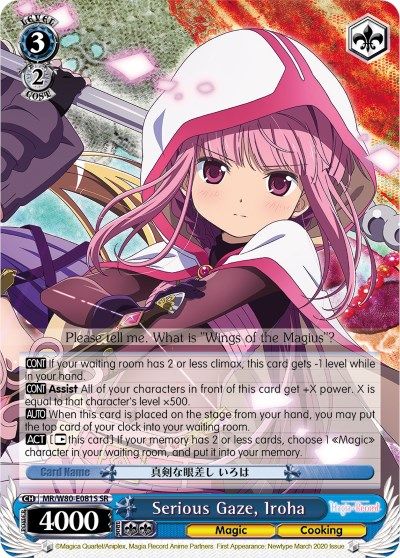 LEVEL
3
2
COST
Please tell me. What is "Wings of the Magius"?
CONT If your waiting room has 2 or less climax, this card gets -1 level while
in your hand.
CONT Assist All of your characters in front of this card get +X power. X is
equal to that character's level ×500.
AUTO When this card is placed on the stage from your hand, you may put
the top card of your clock into your waiting room.
ACT [ this card] If your memory has 2 or less cards, choose 1 «Magius»
character in your waiting room, and put it into your memory.
Card Name 真剣な眼差し いろは
CH MR/W80-E081S SR
Serious Gaze, Iroha
4000
Magic Cooking
©Magica Quartet/Aniplex, Magia Record Anime Partners First Appearance: Newtype March 2020 Issue